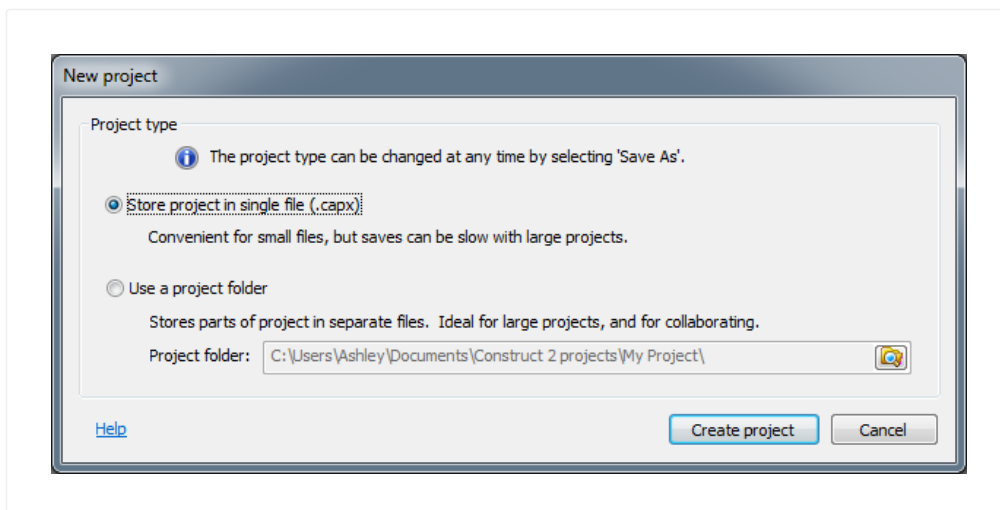 New project
Project type
The project type can be changed at any time by selecting 'Save As'.
Store project in single file (.capx)
Convenient for small files, but saves can be slow with large projects.
Use a project folder
Stores parts of project in separate files.  Ideal for large projects, and for collaborating.
Project folder: C:\Users\Ashley\Documents\Construct 2 projects\My Project\
Help Create project Cancel